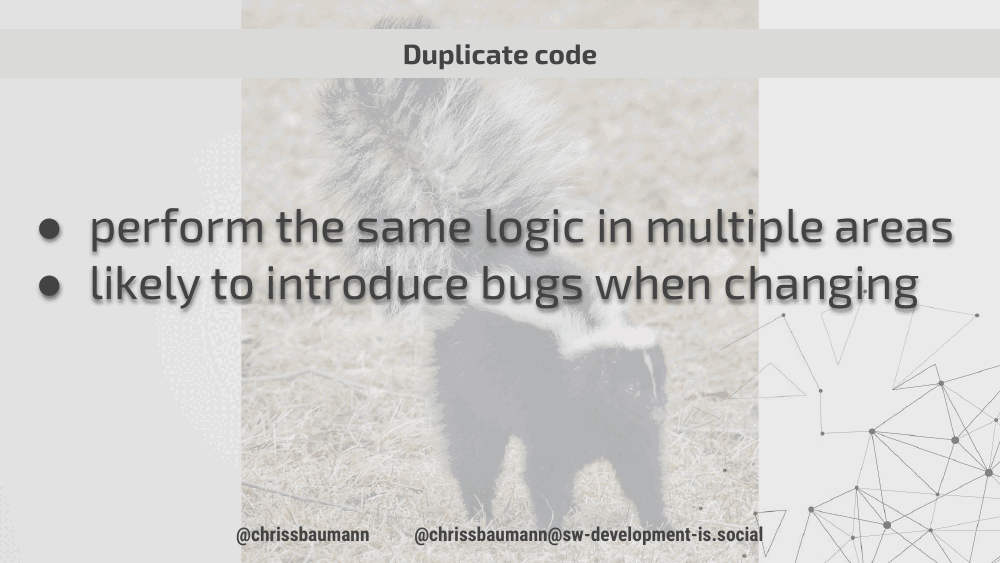 Duplicate code
● perform the same logic in multiple areas
● likely to introduce bugs when changing
@chrissbaumann @chrissbaumann@sw-development-is.social